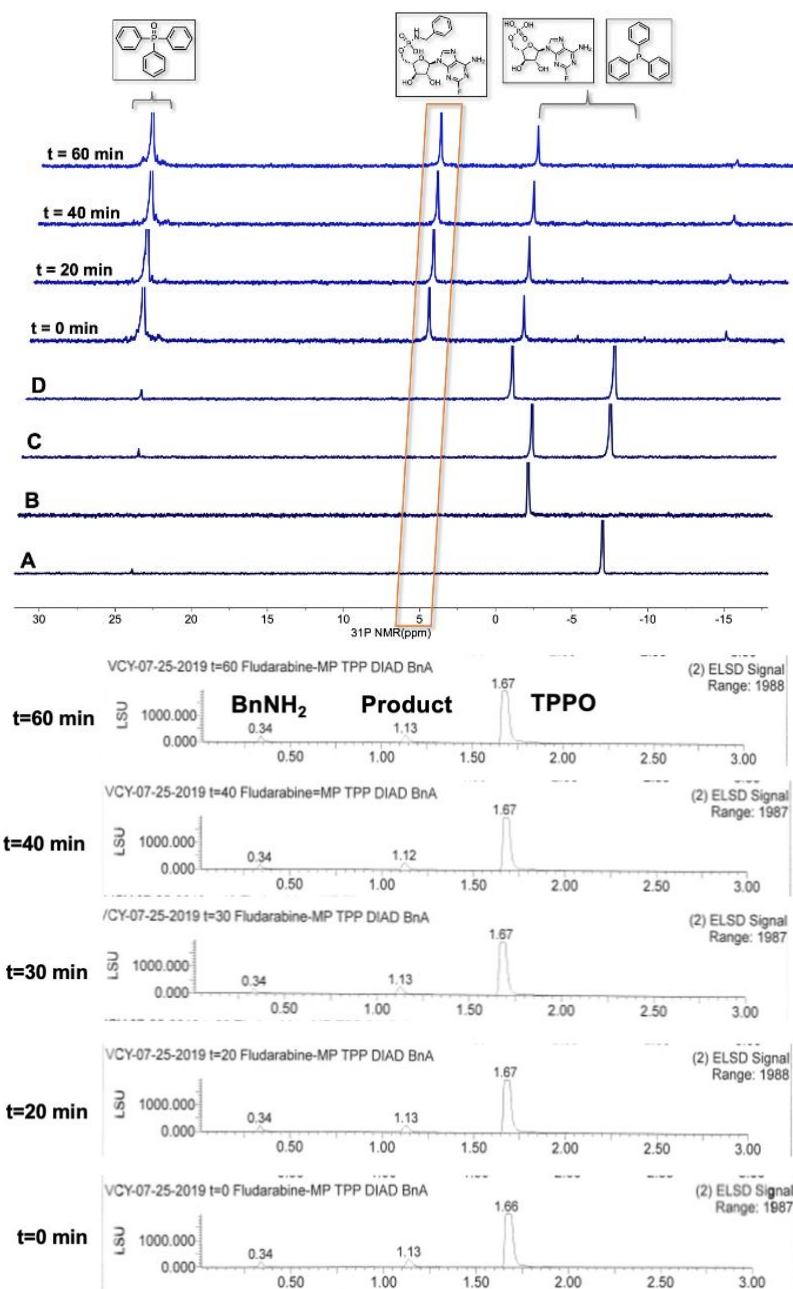 t = 60 min
t = 40 min
t = 20 min
t = 0 min
D
C
B
A
30 25 20 15 10 5 0 -5 -10 -15
31P NMR(ppm)
VCY-07-25-2019 t=60 Fludarabine-MP TPP DIAD BnA
(2) ELSD Signal
Range: 1988
t=60 min
LSU
1000.000
0.000
BnNH2
Product
TPPO
0.34
1.13
1.67
0.50 1.00 1.50 2.00 2.50 3.00
VCY-07-25-2019 t=40 Fludarabine=MP TPP DIAD BnA
(2) ELSD Signal
Range: 1987
t=40 min
LSU
1000.000
0.000
0.34
1.12
1.67
0.50 1.00 1.50 2.00 2.50 3.00
/CY-07-25-2019 t=30 Fludarabine-MP TPP DIAD BnA
(2) ELSD Signal
Range: 1987
t=30 min
LSU
1000.000
0.000
0.34
1.13
1.67
0.50 1.00 1.50 2.00 2.50 3.00
VCY-07-25-2019 t=20 Fludarabine-MP TPP DIAD BnA
(2) ELSD Signal
Range: 1988
t=20 min
LSU
1000.000
0.000
0.34
1.13
1.67
0.50 1.00 1.50 2.00 2.50 3.00
VCY-07-25-2019 t=0 Fludarabine-MP TPP DIAD BnA
(2) ELSD Signal
Range: 1987
t=0 min
LSU
1000.000
0.000
0.34
1.13
1.66
0.50 1.00 1.50 2.00 2.50 3.00